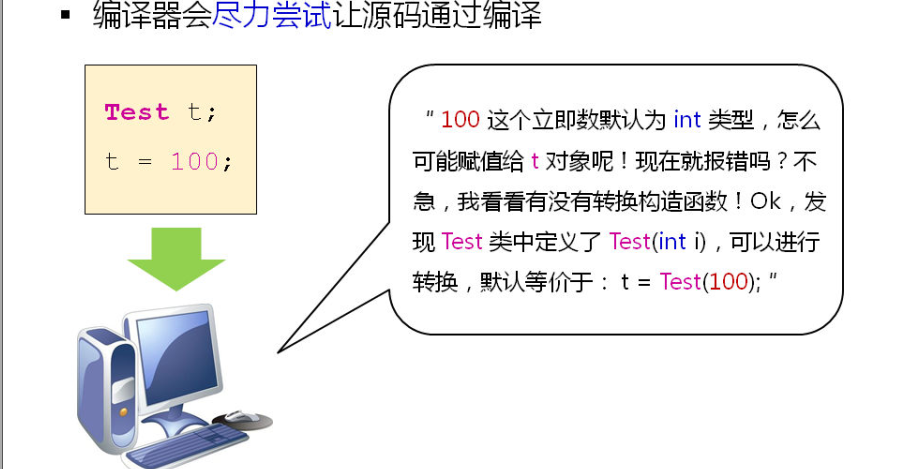 ▪ 编译器会尽力尝试让源码通过编译
Test t;
t = 100;
“ 100 这个立即数默认为 int 类型，怎么
可能赋值给 t 对象呢！现在就报错吗？不
急，我看看有没有转换构造函数！Ok，发
现 Test 类中定义了 Test(int i)，可以进行
转换，默认等价于： t = Test(100); ”